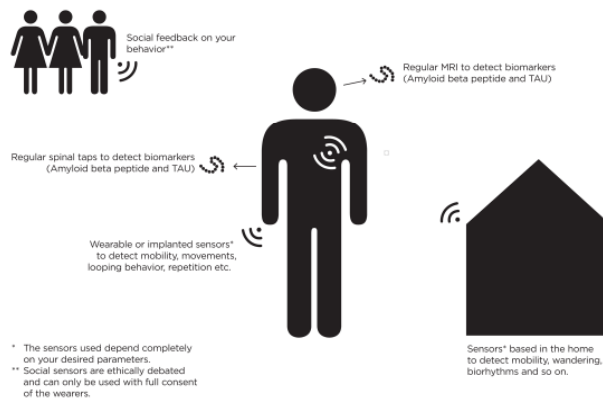 Social feedback on your
behavior**
Regular MRI to detect biomarkers
(Amyloid beta peptide and TAU)
Regular spinal taps to detect biomarkers
(Amyloid beta peptide and TAU)
Wearable or implanted sensors*
to detect mobility, movements,
looping behavior, repetition etc.
* The sensors used depend completely
on your desired parameters.
** Social sensors are ethically debated
and can only be used with full consent
of the wearers.
Sensors* based in the home
to detect mobility, wandering,
biorhythms and so on.